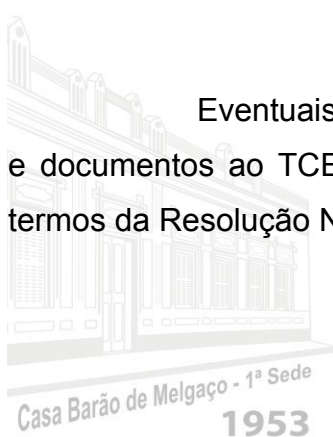 Eventuais
e documentos ao TCE
termos da Resolução N
Casa Barão de Melgaço - 1ª Sede
1953